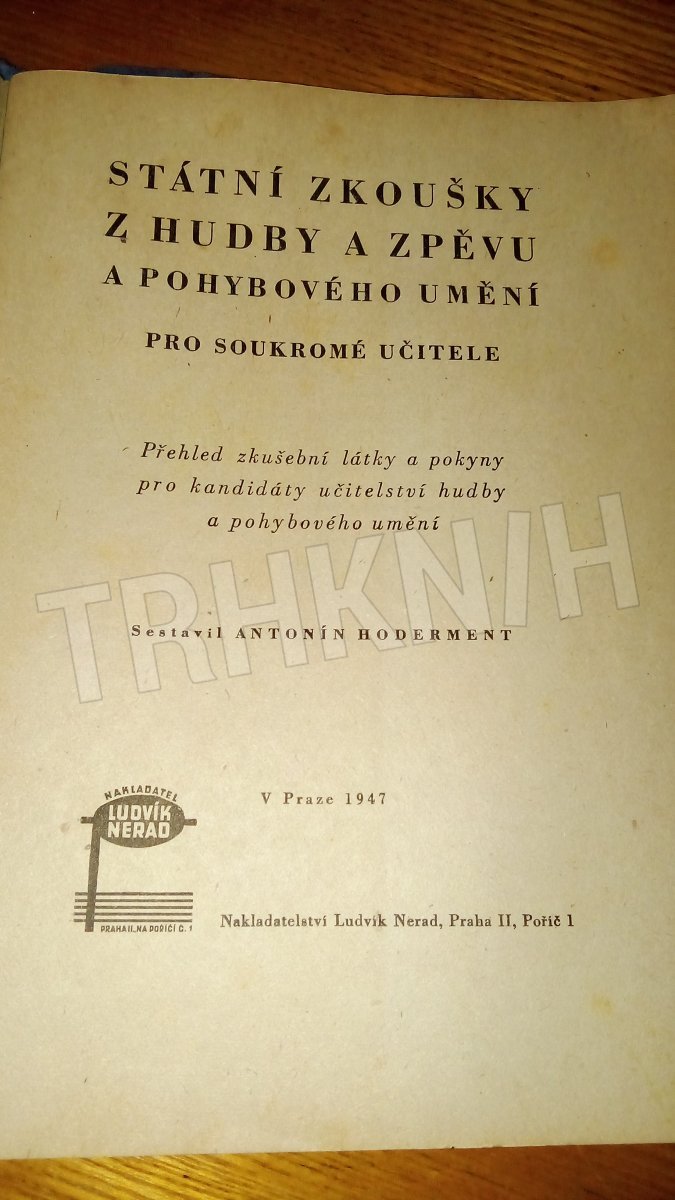 STÁTNÍ ZKOUŠKY
Z HUDBY A ZPĚVU
A POHYBOVÉHO UMĚNÍ
PRO SOUKROMÉ UČITELE
Přehled zkušební látky a pokyny
pro kandidáty učitelství hudby
a pohybového umění
TRHKNIH
Sestavil ANTONÍN HODERMENT
V Praze 1947
NAKLADATEL
LUDVÍK
NERAD
PRAHA II, NA POŘÍČÍ Č. 1
Nakladatelství Ludvík Nerad, Praha II, Poříč 1